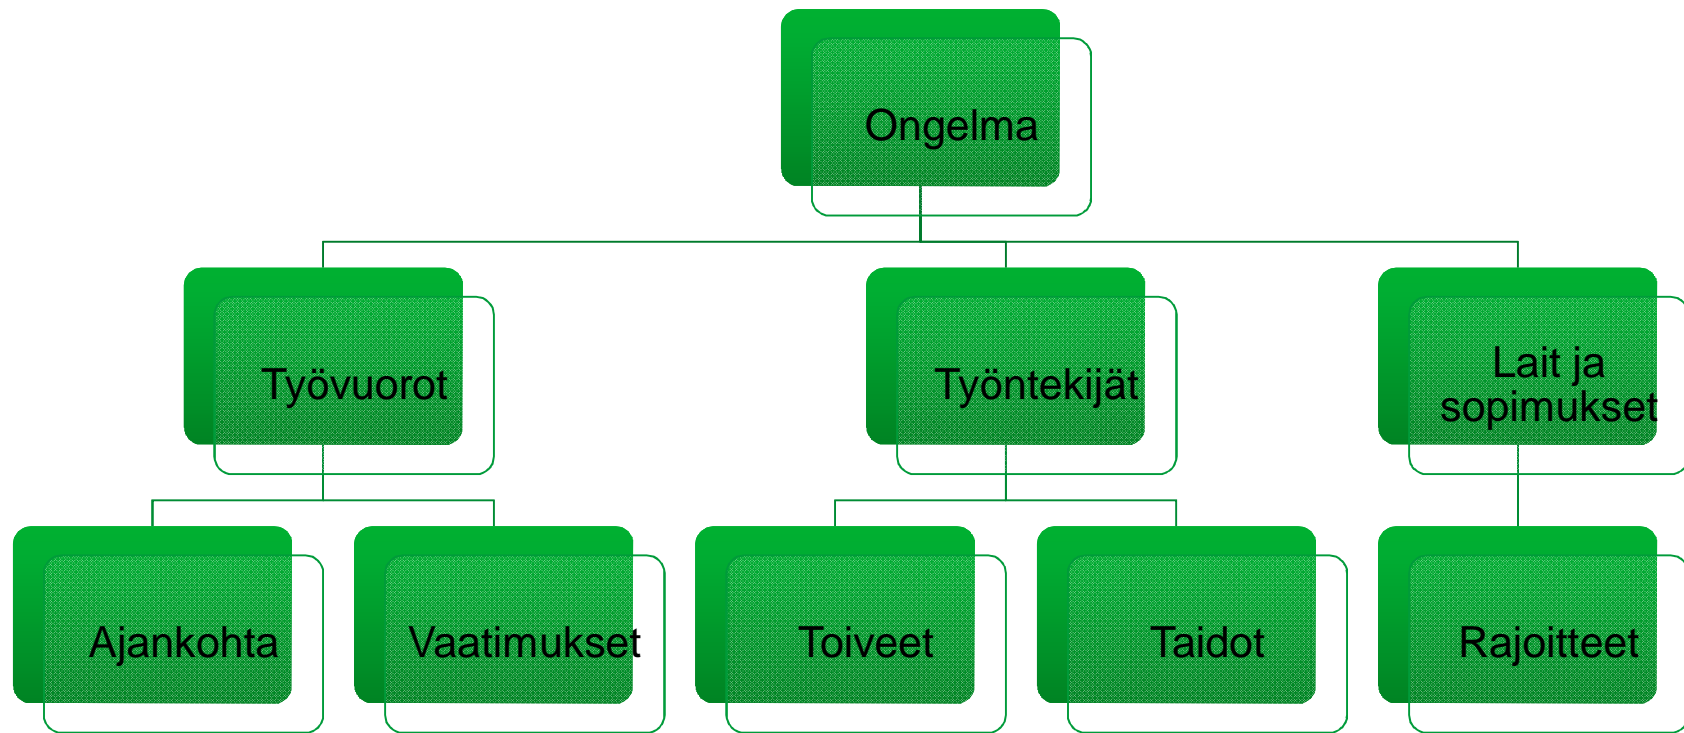 Ongelma
Työvuorot
Työntekijät
Lait ja
sopimukset
Ajankohta
Vaatimukset
Toiveet
Taidot
Rajoitteet